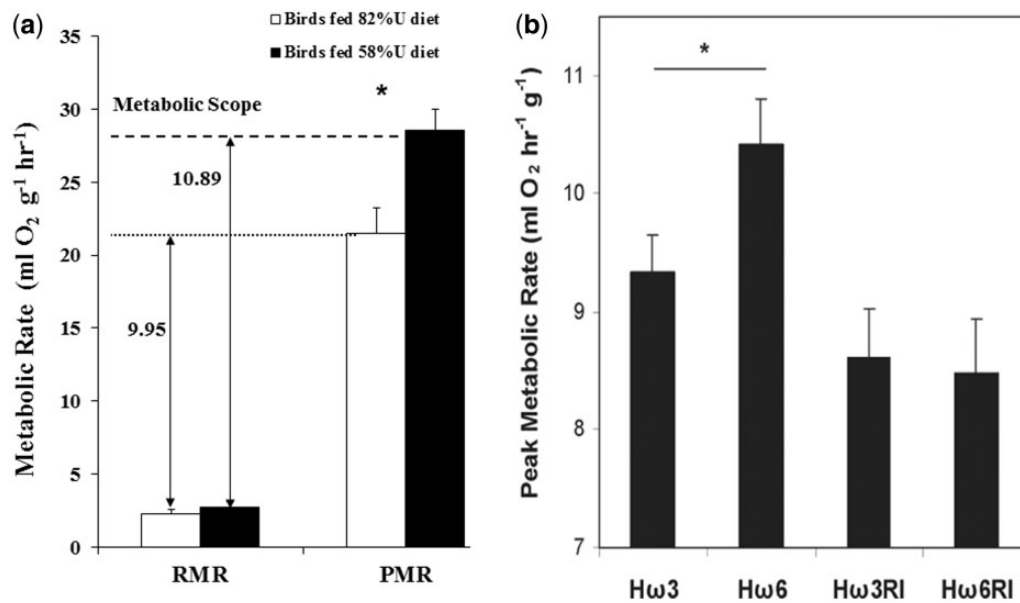 (a)
Birds fed 82%U diet
Birds fed 58%U diet
Metabolic Rate (ml O₂ g⁻¹ hr⁻¹)
35
30
25
20
15
10
5
0
Metabolic Scope
*
10.89
9.95
RMR
PMR
(b)
Peak Metabolic Rate (ml O₂ hr⁻¹ g⁻¹)
11
10
9
8
7
*
Hω3
Hω6
Hω3RI
Hω6RI